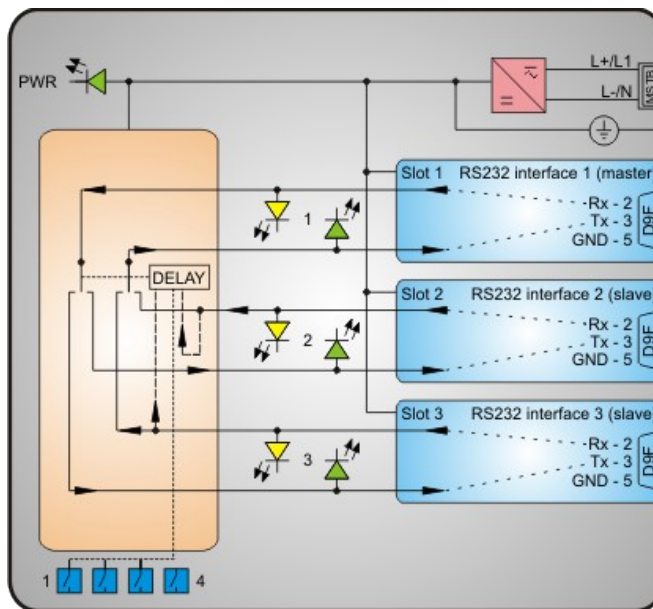 PWR
L+/L1
L-/N
MSTB
Slot 1 RS232 interface 1 (master
Rx - 2
Tx - 3
GND - 5
D9F
1
DELAY
Slot 2 RS232 interface 2 (slave
Rx - 2
Tx - 3
GND - 5
D9F
2
Slot 3 RS232 interface 3 (slave
Rx - 2
Tx - 3
GND - 5
D9F
3
1 4